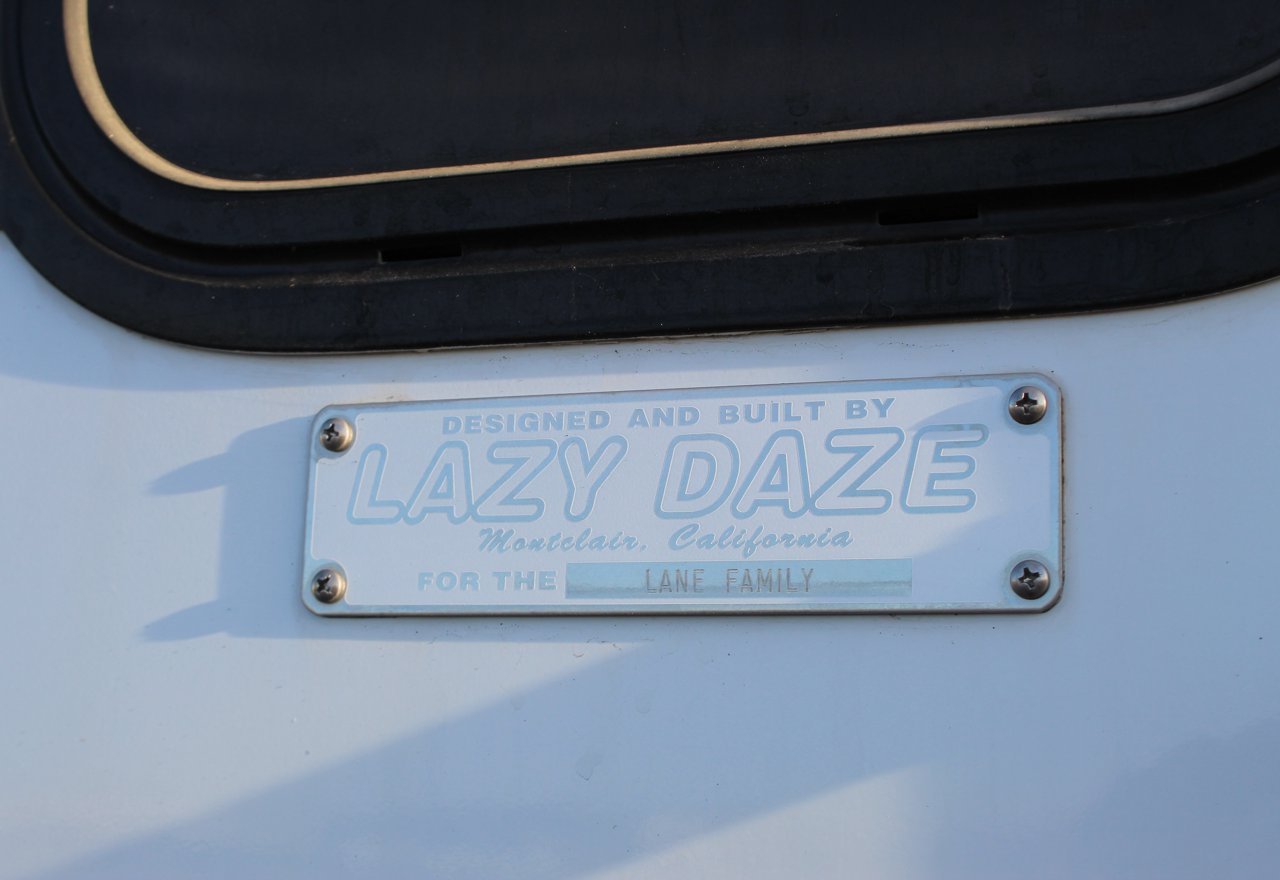 DESIGNED AND BUILT BY
LAZY DAZE
Montclair, California
FOR THE LANE FAMILY